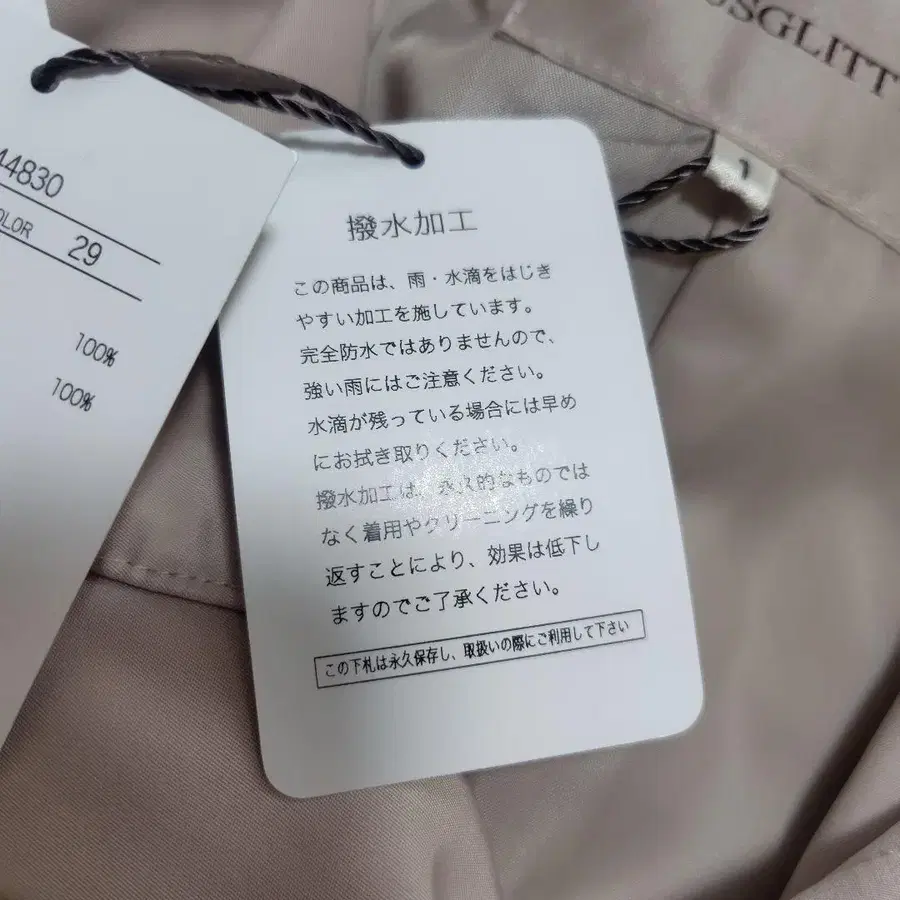 44830
OLOR 29
100%
100%
USGLITT
1
撥水加工
この商品は、雨・水滴をはじき
やすい加工を施しています。
完全防水ではありませんので、
強い雨にはご注意ください。
水滴が残っている場合には早め
にお拭き取りください。
撥水加工は、永久的なものでは
なく着用やクリーニングを繰り
返すことにより、効果は低下し
ますのでご了承ください。
この下札は永久保存し、取扱いの際にご利用して下さい